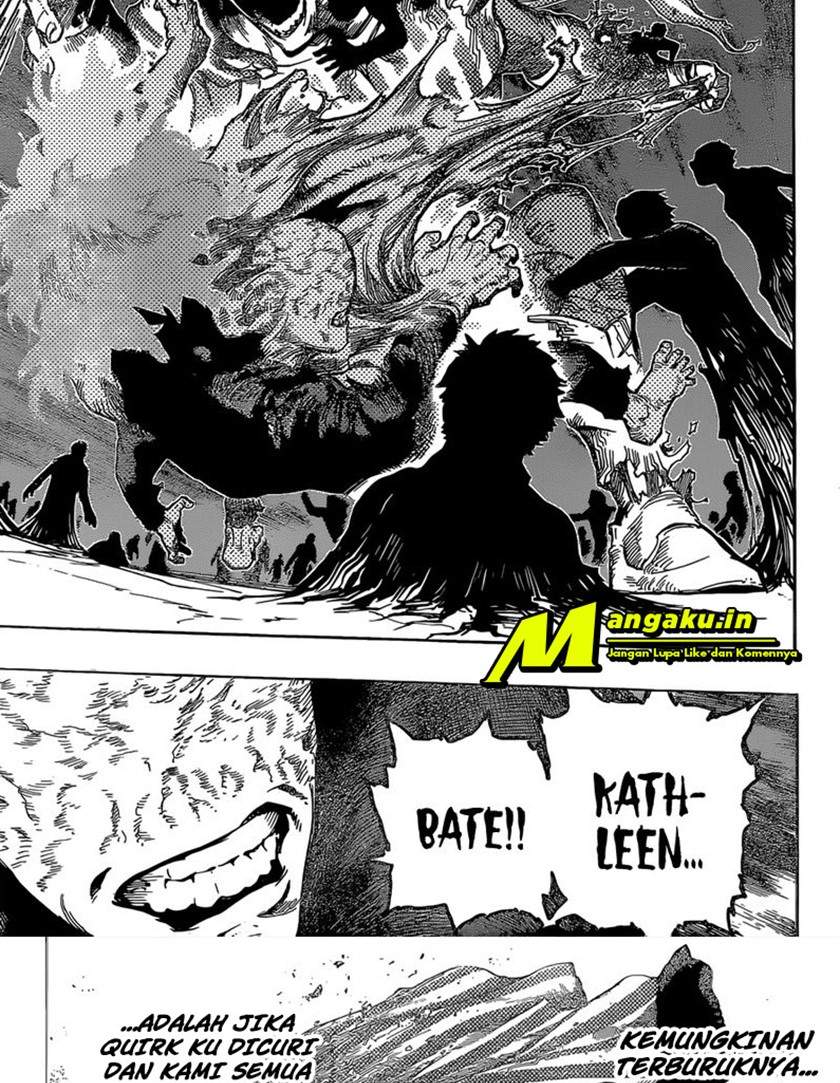 Mangaku.in
Jangan Lupa Like dan Komennya
KATH-
LEEN...
BATE!!
KEMUNGKINAN
TERBURUKNYA...
...ADALAH JIKA
QUIRK KU DICURI
DAN KAMI SEMUA